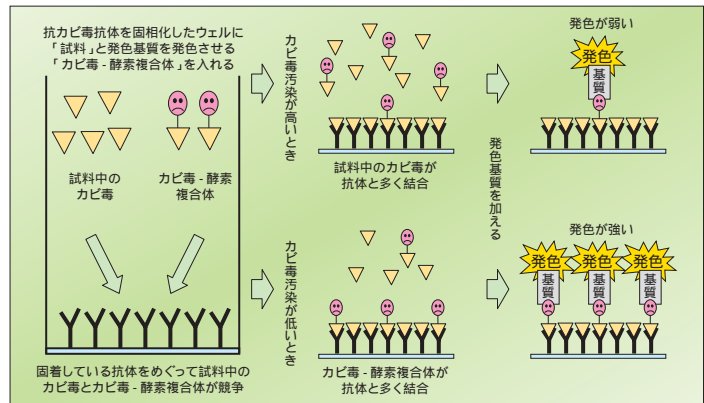 抗カビ毒抗体を固相化したウェルに
「試料」と発色基質を発色させる
「カビ毒 - 酵素複合体」を入れる
試料中の
カビ毒
カビ毒 - 酵素
複合体
固着している抗体をめぐって試料中の
カビ毒とカビ毒 - 酵素複合体が競争
カビ毒汚染が高いとき
試料中のカビ毒が
抗体と多く結合
カビ毒汚染が低いとき
カビ毒 - 酵素複合体が
抗体と多く結合
発色基質を加える
発色が弱い
発色
基質
発色が強い
発色 発色 発色
基質 基質 基質